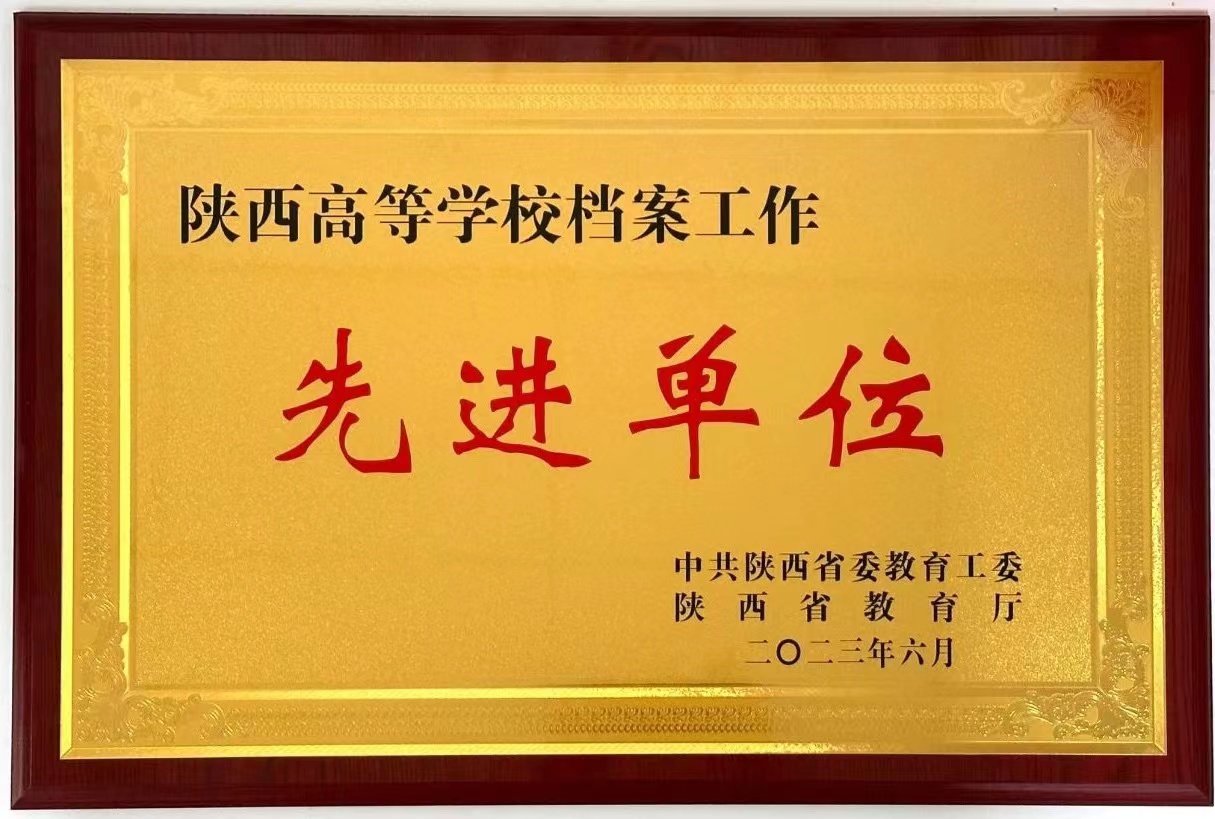 陕西高等学校档案工作
先进单位
中共陕西省委教育工委
陕西省教育厅
二〇二三年六月